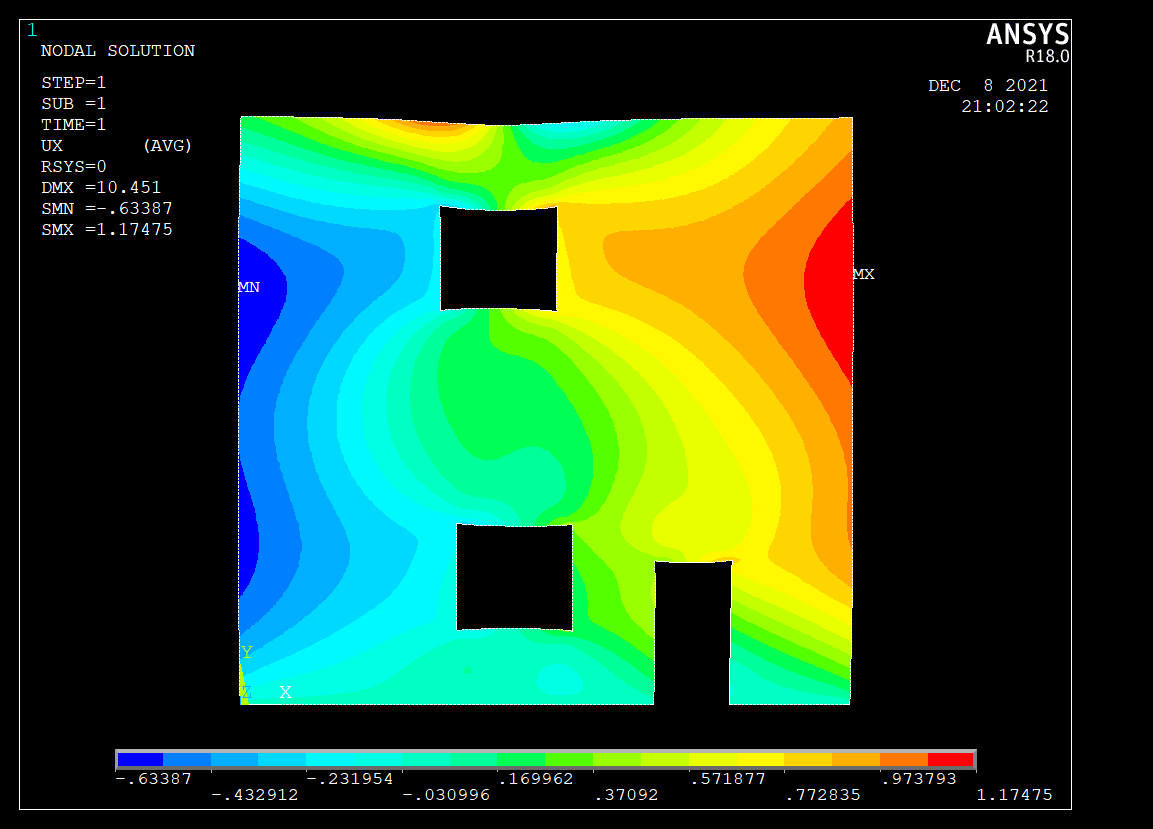 1
ANSYS
R18.0
NODAL SOLUTION
STEP=1
SUB =1
TIME=1
UX (AVG)
RSYS=0
DMX =10.451
SMN =-.63387
SMX =1.17475
DEC 8 2021
21:02:22
MN
MX
Y
Z X
-.63387 -.231954 .169962 .571877 .973793
-.432912 -.030996 .37092 .772835 1.17475